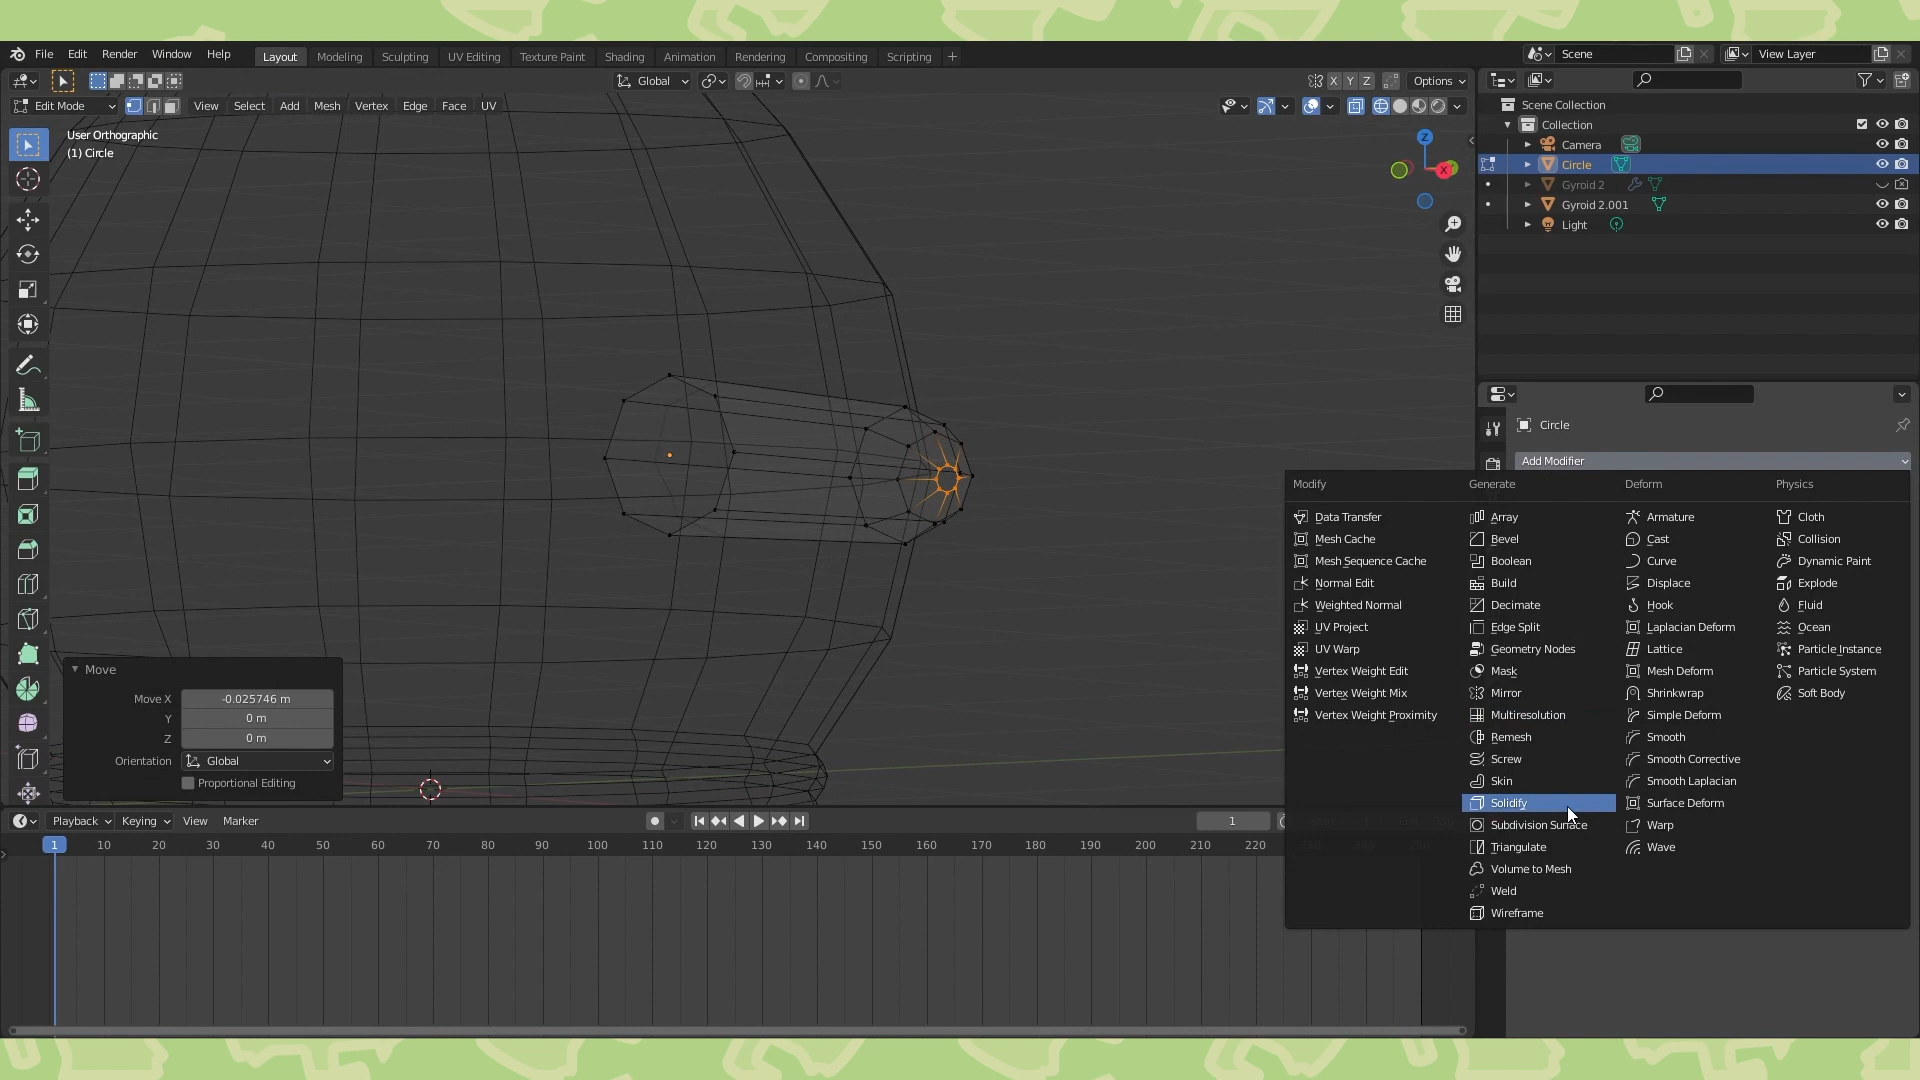 File Edit Render Window Help Layout Modeling Sculpting UV Editing Texture Paint Shading Animation Rendering Compositing Scripting + Scene View Layer
Global X Y Z Options
Edit Mode View Select Add Mesh Vertex Edge Face UV
User Orthographic
(1) Circle
Z
X
Scene Collection
Collection
Camera
Circle
Gyroid 2
Gyroid 2.001
Light
Circle
Add Modifier
Modify
Data Transfer
Mesh Cache
Mesh Sequence Cache
Normal Edit
Weighted Normal
UV Project
UV Warp
Vertex Weight Edit
Vertex Weight Mix
Vertex Weight Proximity
Generate
Array
Bevel
Boolean
Build
Decimate
Edge Split
Geometry Nodes
Mask
Mirror
Multiresolution
Remesh
Screw
Skin
Solidify
Subdivision Surface
Triangulate
Volume to Mesh
Weld
Wireframe
Deform
Armature
Cast
Curve
Displace
Hook
Laplacian Deform
Lattice
Mesh Deform
Shrinkwrap
Simple Deform
Smooth
Smooth Corrective
Smooth Laplacian
Surface Deform
Warp
Wave
Physics
Cloth
Collision
Dynamic Paint
Explode
Fluid
Ocean
Particle Instance
Particle System
Soft Body
Move
Move X -0.025746 m
Y 0 m
Z 0 m
Orientation Global
Proportional Editing
Playback Keying View Marker 1
1 10 20 30 40 50 60 70 80 90 100 110 120 130 140 150 160 170 180 190 200 210 220